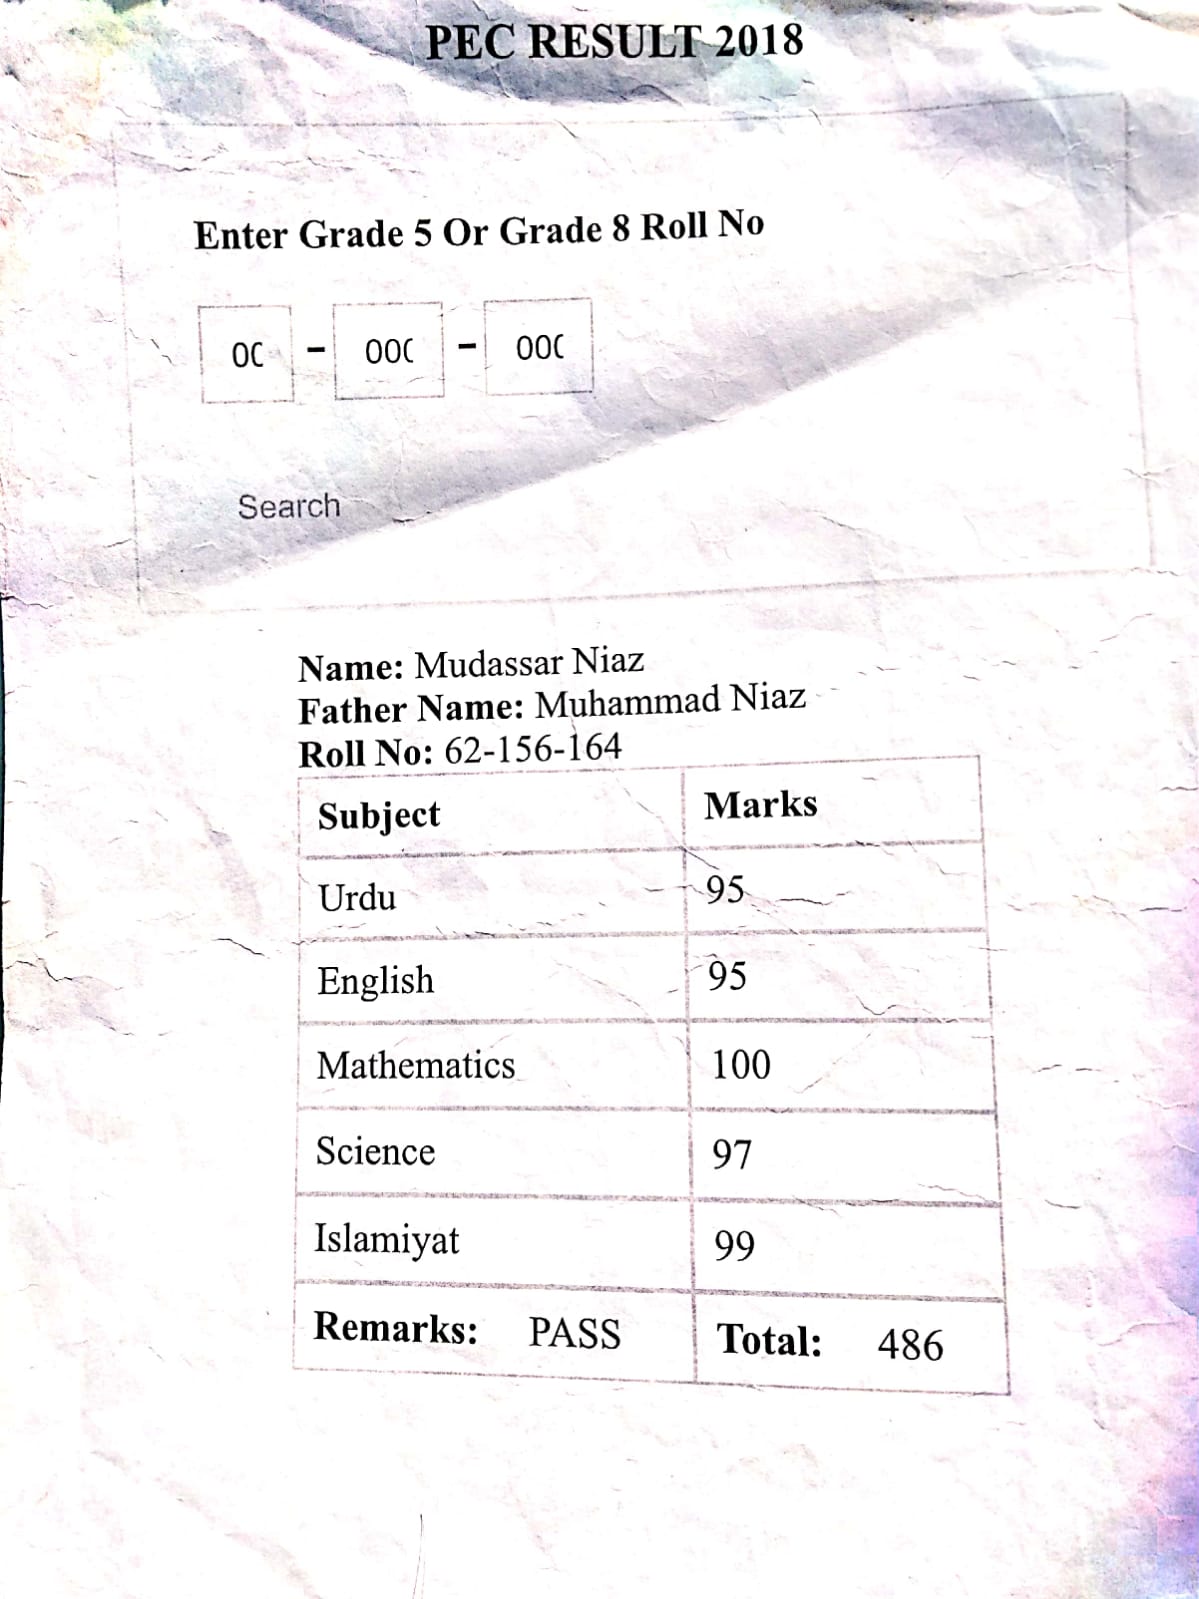 PEC RESULT 2018
Enter Grade 5 Or Grade 8 Roll No
00 - 000 - 000
Search
Name: Mudassar Niaz
Father Name: Muhammad Niaz
Roll No: 62-156-164
Subject Marks
Urdu 95
English 95
Mathematics 100
Science 97
Islamiyat 99
Remarks: PASS Total: 486